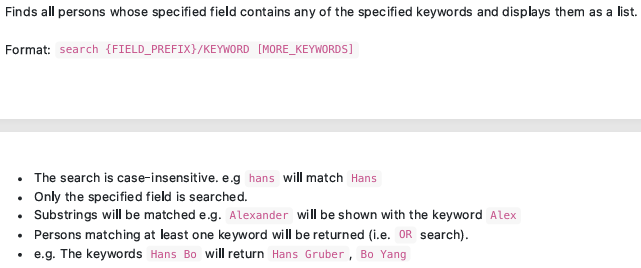 Finds all persons whose specified field contains any of the specified keywords and displays them as a list.
Format: search {FIELD_PREFIX}/KEYWORD [MORE_KEYWORDS]
• The search is case-insensitive. e.g hans will match Hans
• Only the specified field is searched.
• Substrings will be matched e.g. Alexander will be shown with the keyword Alex
• Persons matching at least one keyword will be returned (i.e. OR search).
• e.g. The keywords Hans Bo will return Hans Gruber, Bo Yang